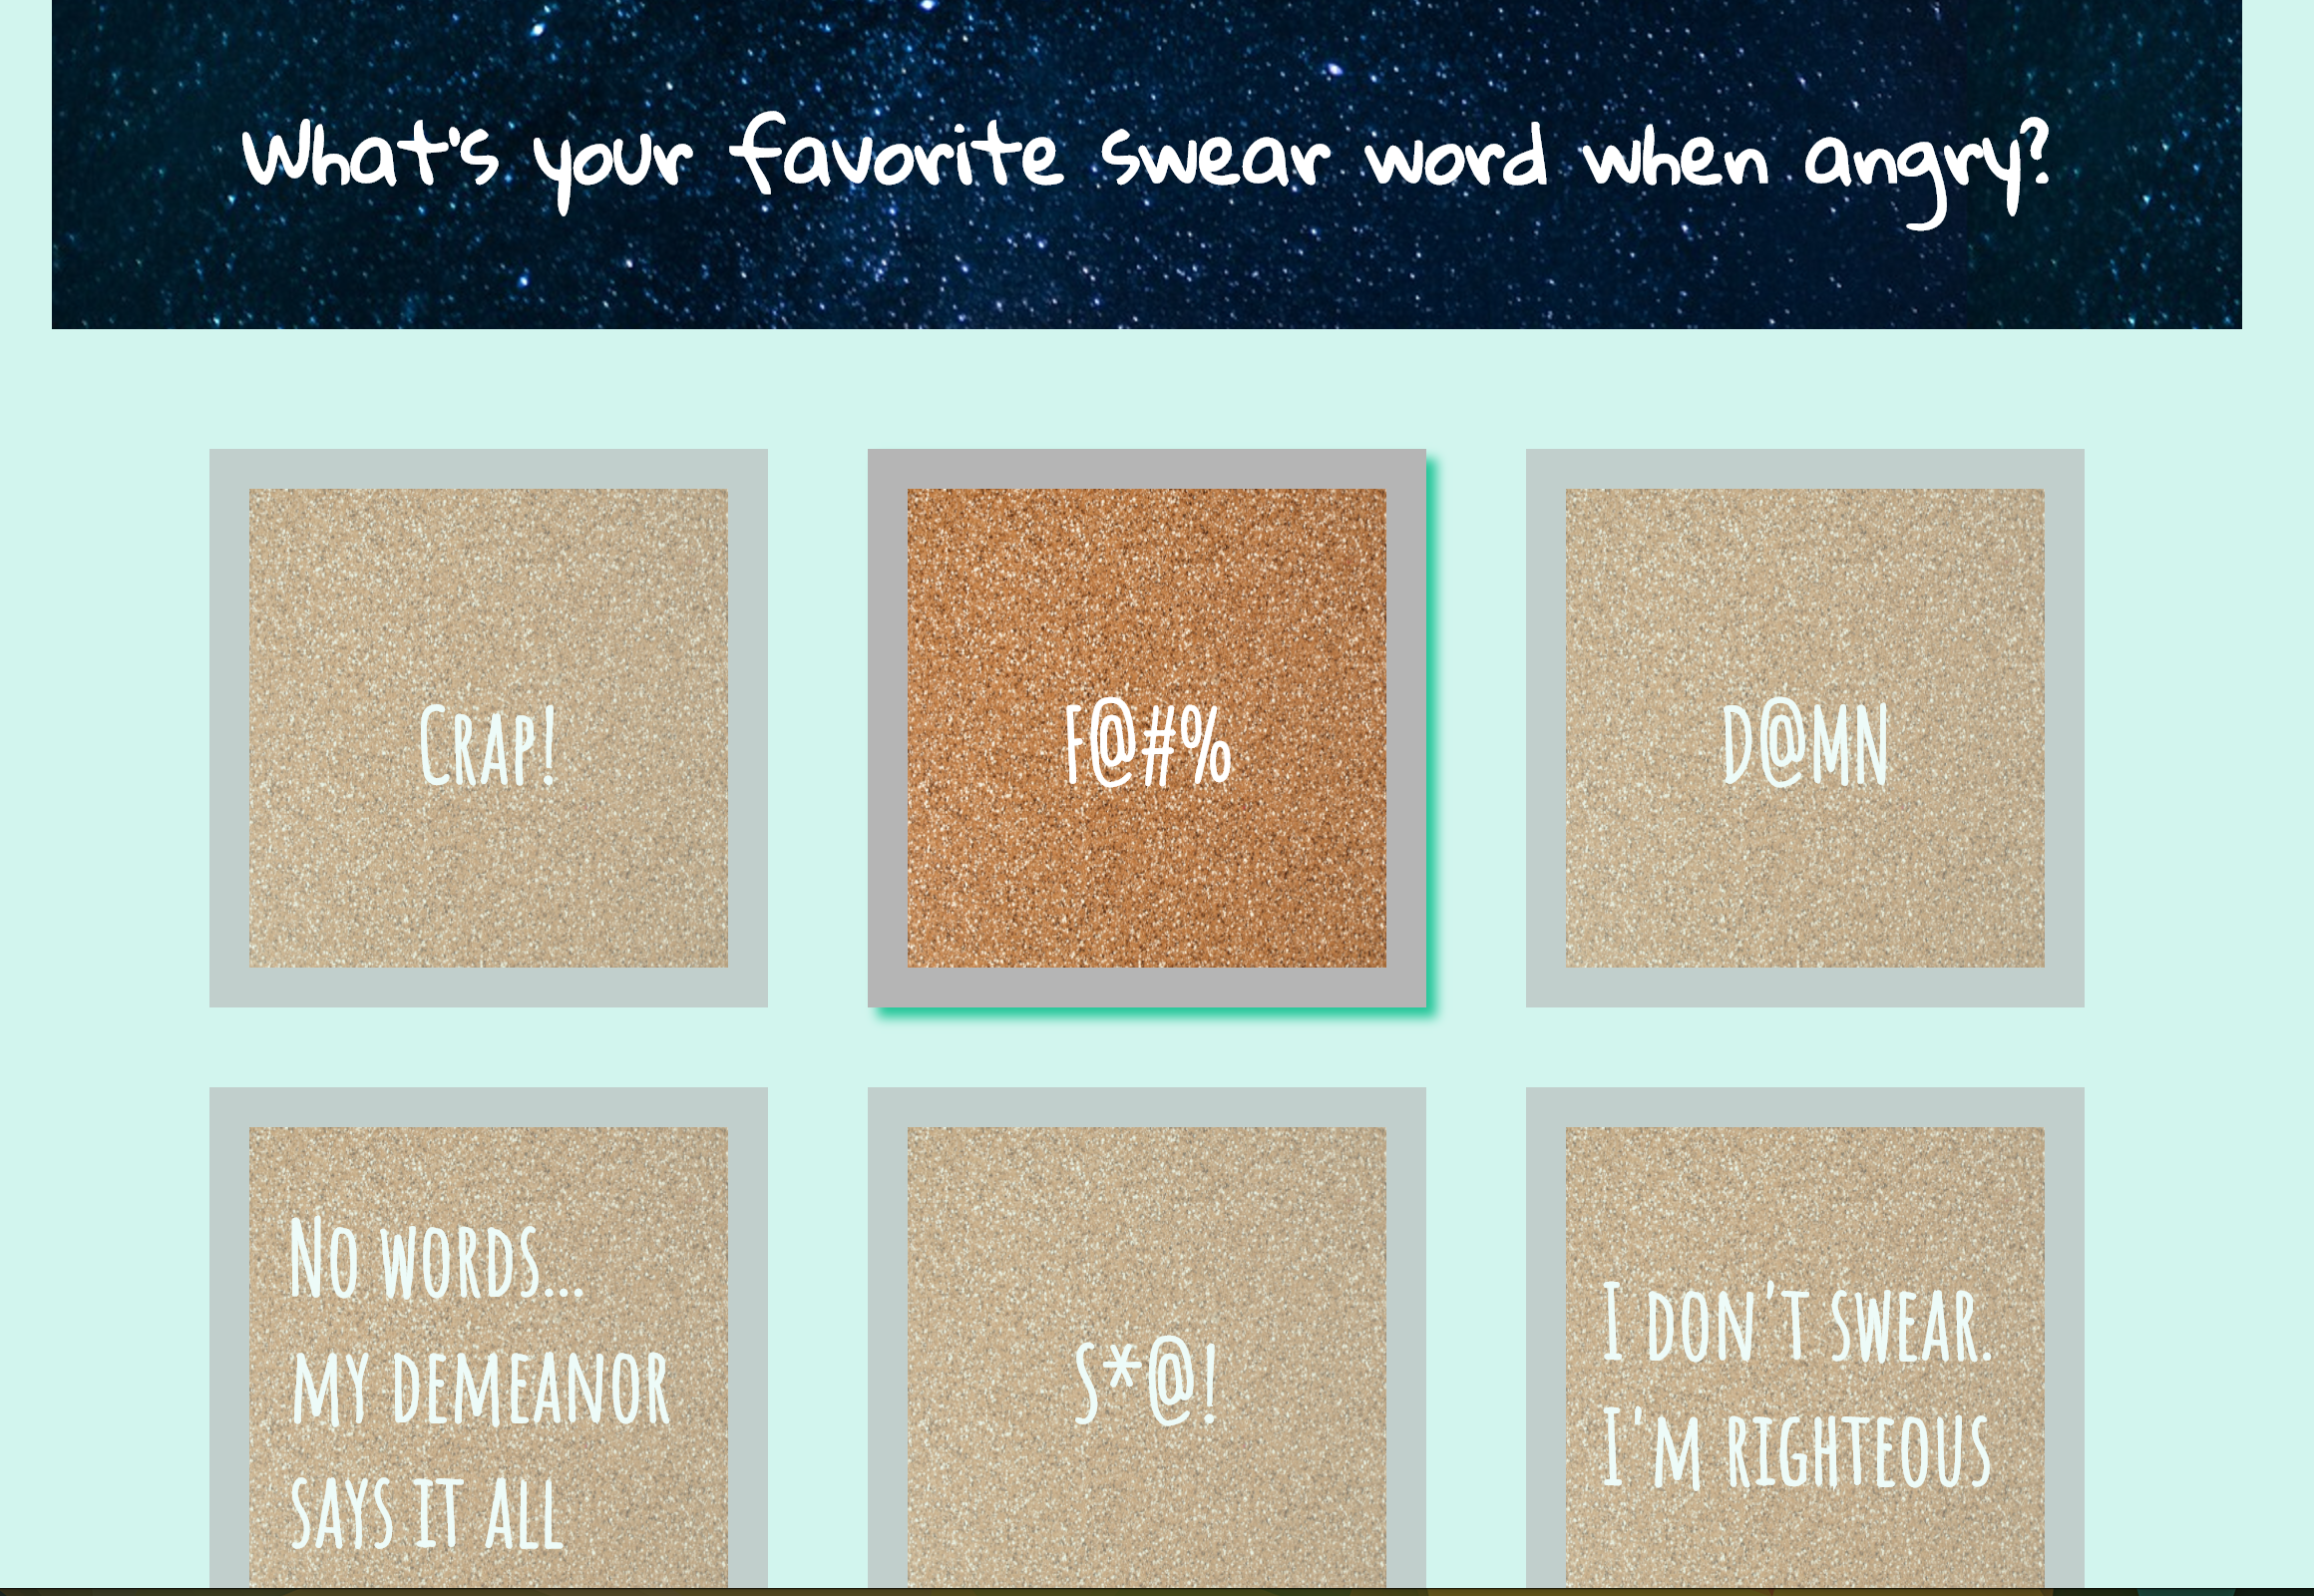 What's your favorite swear word when angry?
Crap!
F@#%
D@MN
No words...
my demeanor
says it all
S*@!
I don't swear.
I'm righteous